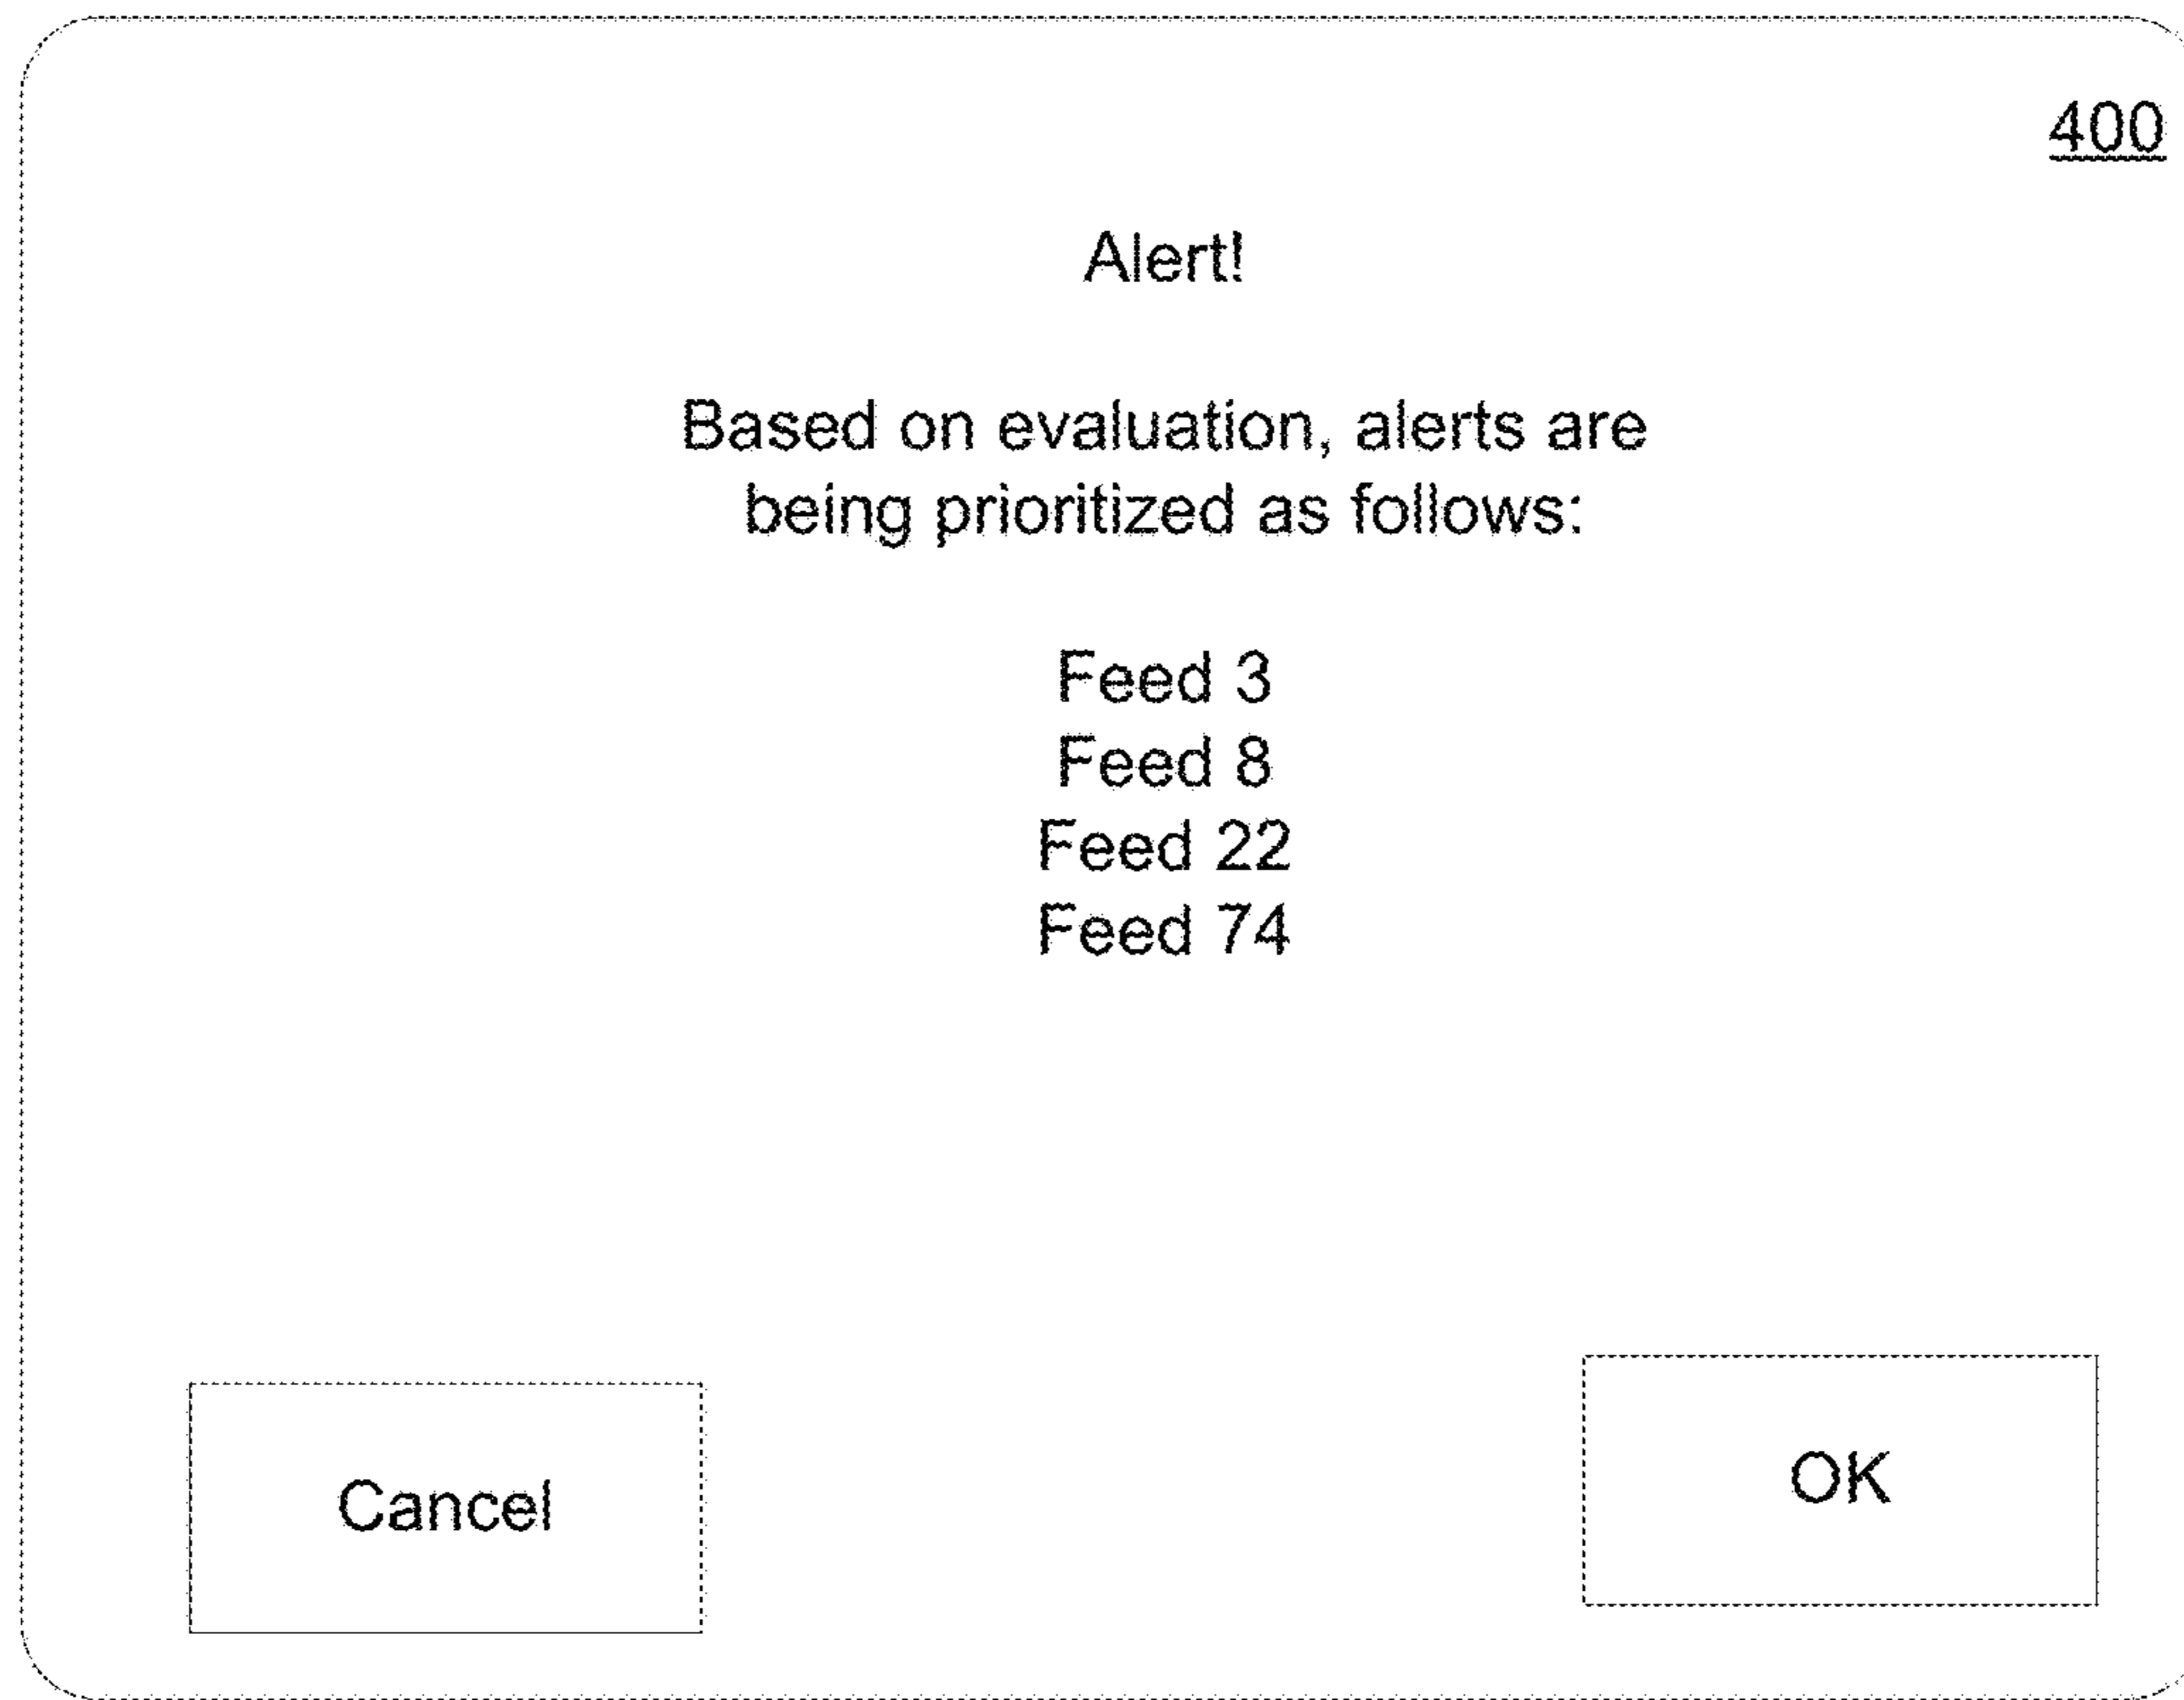 400
Alert!
Based on evaluation, alerts are
being prioritized as follows:
Feed 3
Feed 8
Feed 22
Feed 74
Cancel
OK